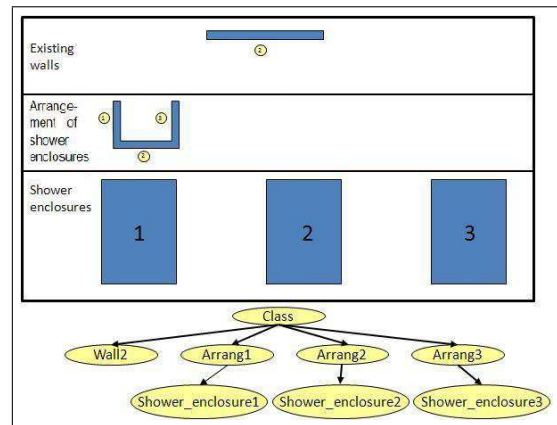 Existing
walls
2
Arrange-
ment of
shower
enclosures
1
3
2
Shower
enclosures
1 2 3
Class
Wall2 Arrang1 Arrang2 Arrang3
Shower_enclosure1 Shower_enclosure2 Shower_enclosure3